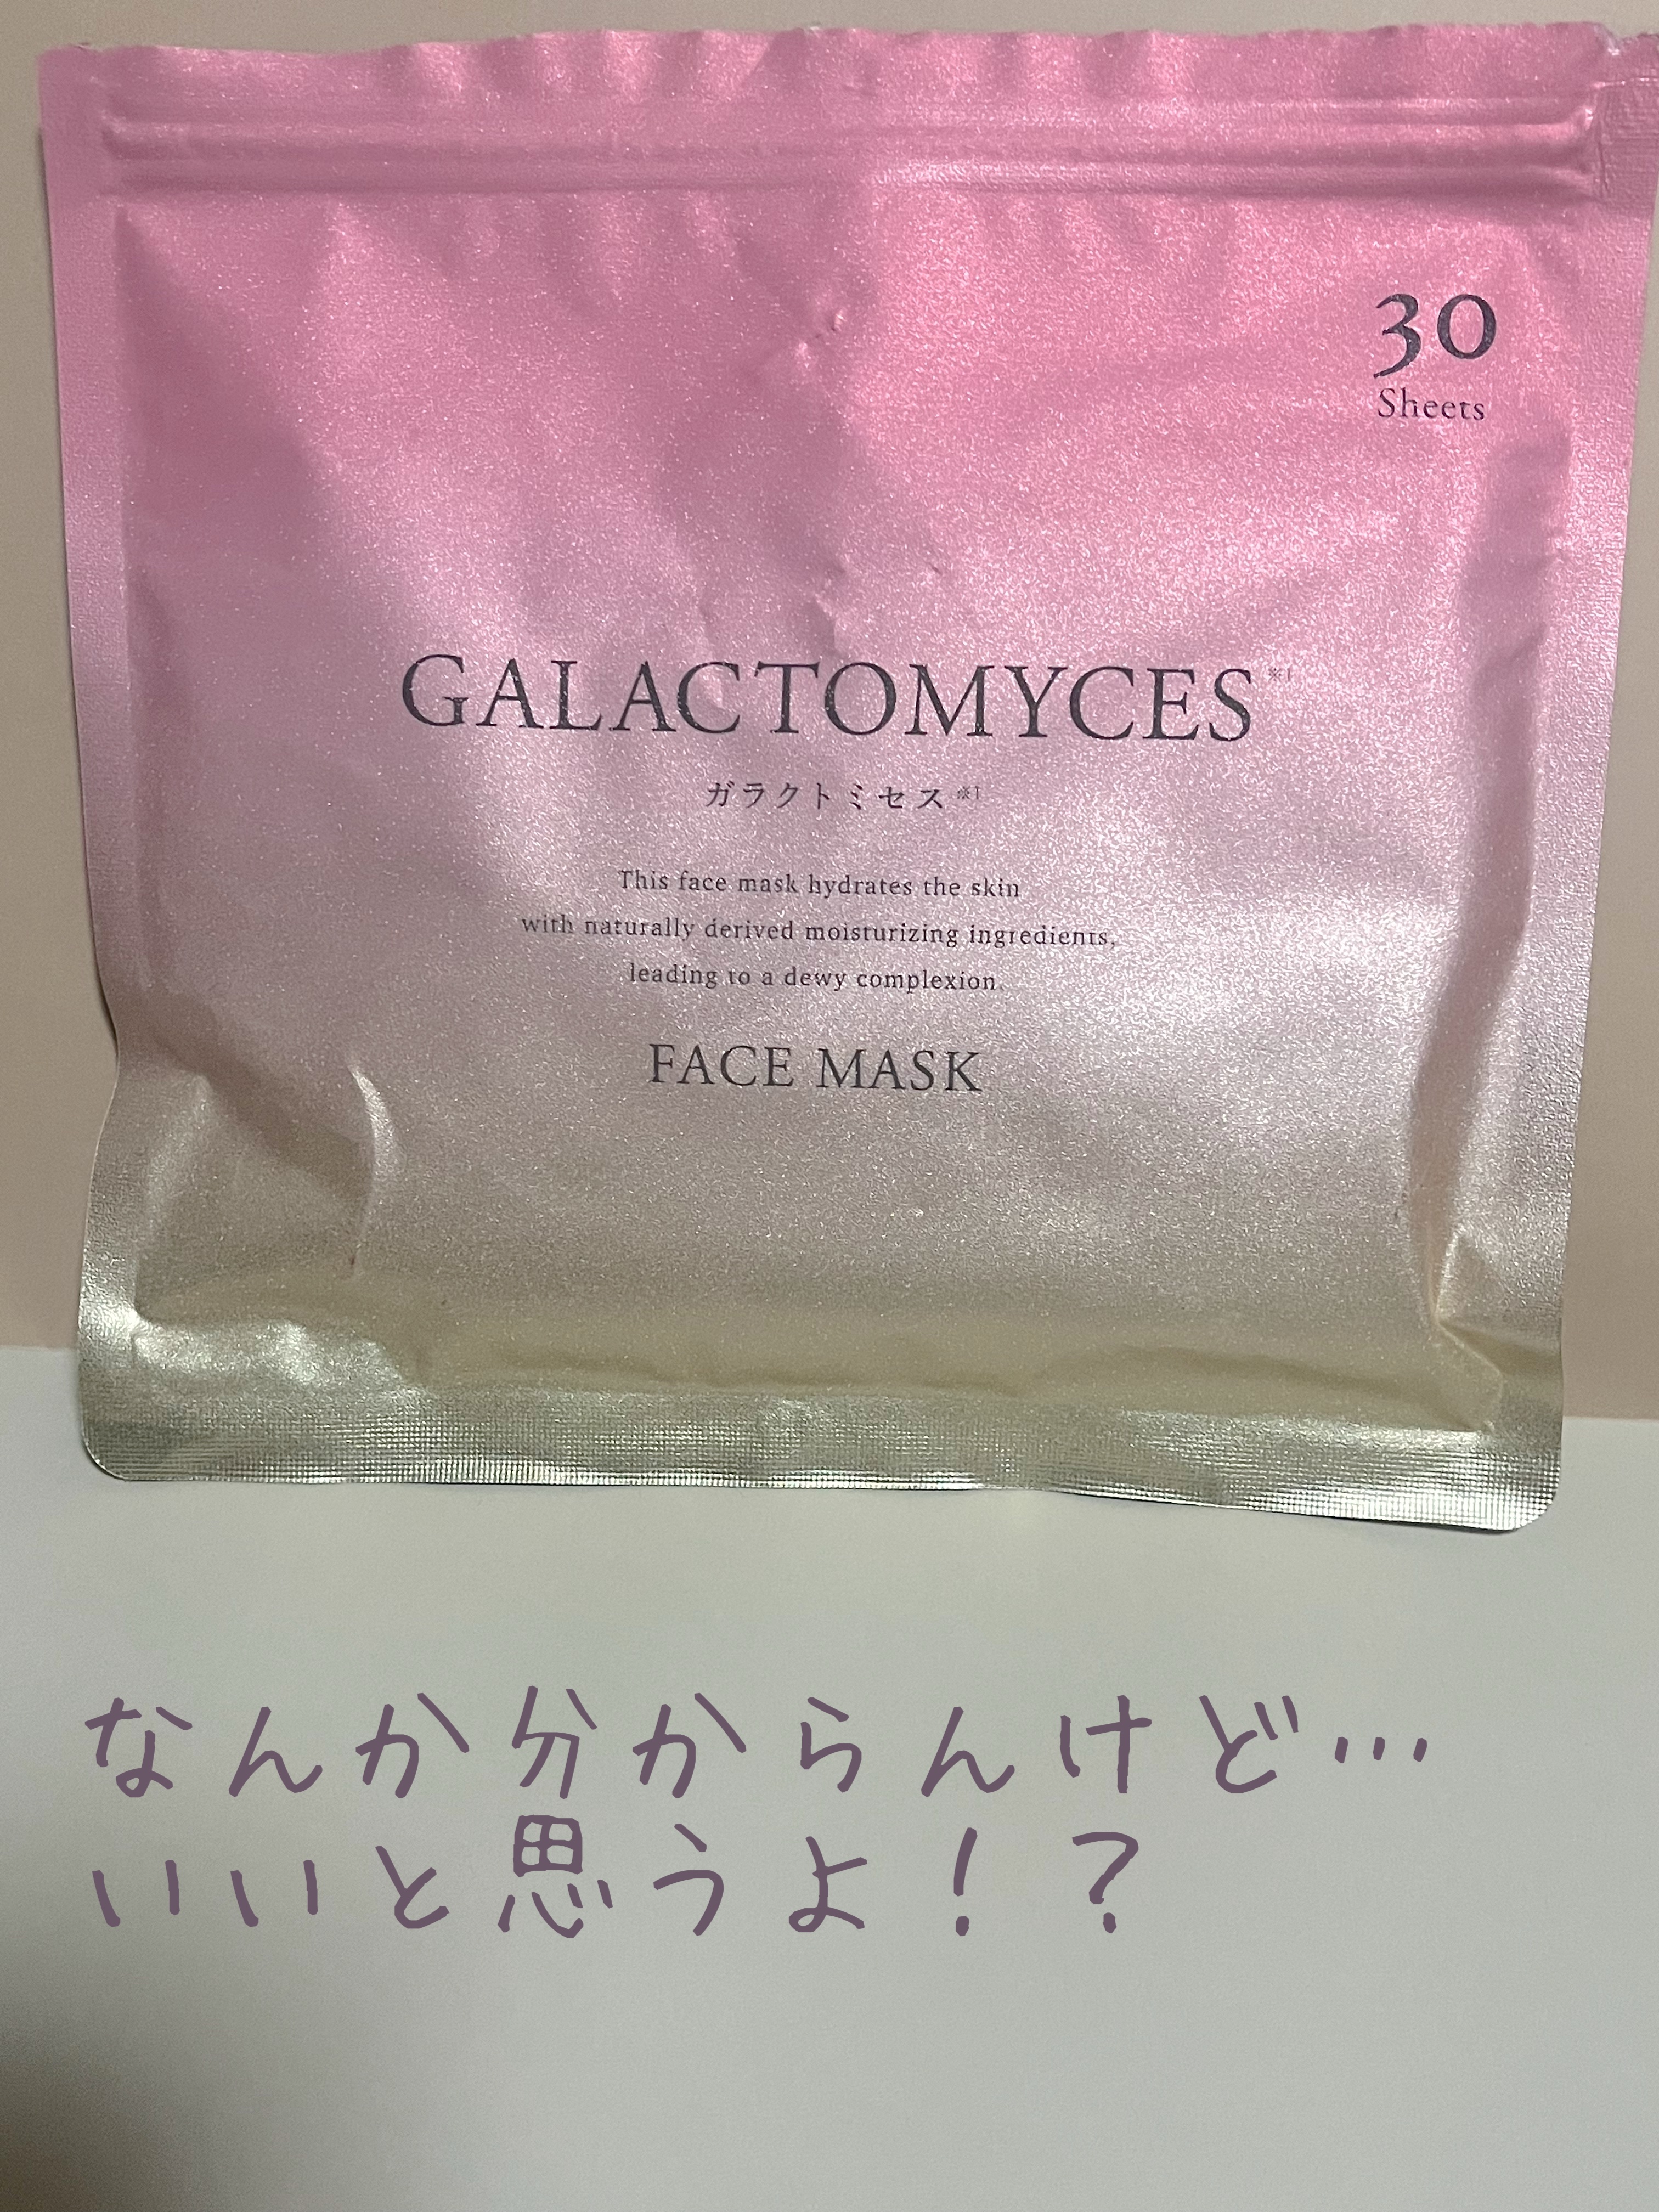 30
Sheets
GALACTOMYCES※1
ガラクトミセス※1
This face mask hydrates the skin
with naturally derived moisturizing ingredients,
leading to a dewy complexion.
FACE MASK
なんか分からんけど…
いいと思うよ！？